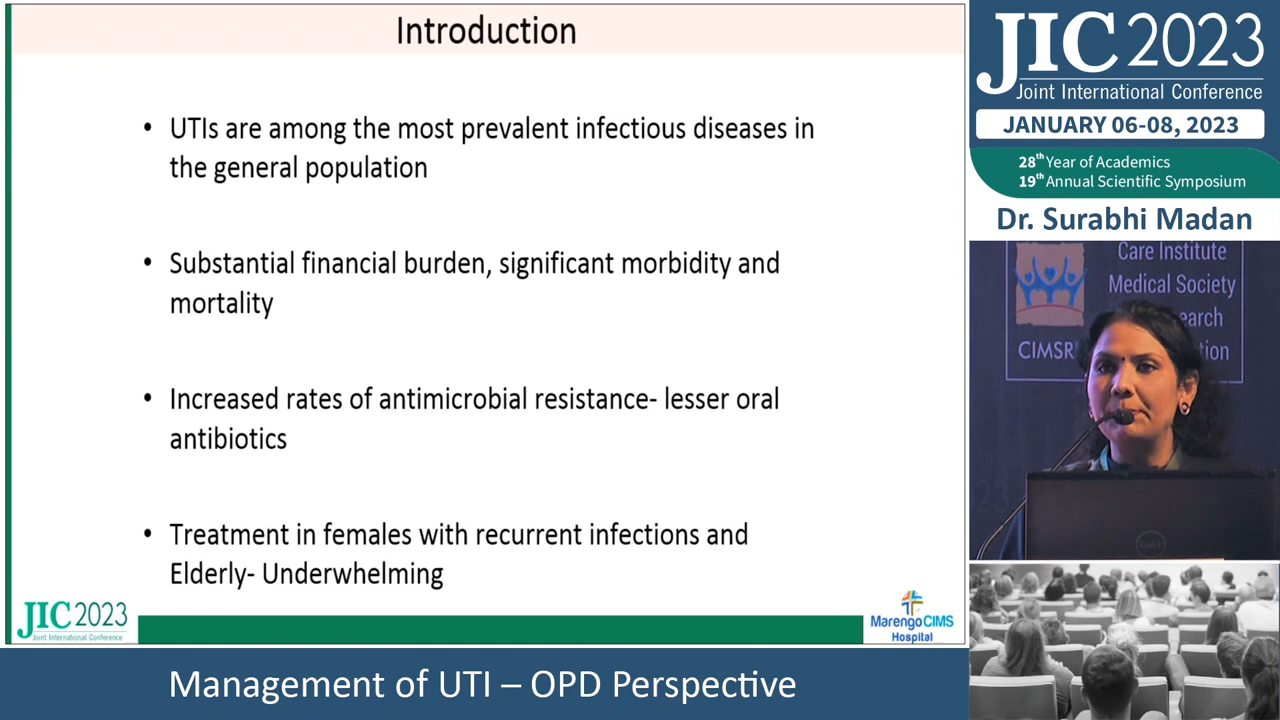 Introduction
• UTIs are among the most prevalent infectious diseases in
the general population
• Substantial financial burden, significant morbidity and
mortality
• Increased rates of antimicrobial resistance- lesser oral
antibiotics
• Treatment in females with recurrent infections and
Elderly- Underwhelming
JIC 2023
Joint International Conference
MarengoCIMS
Hospital
Management of UTI – OPD Perspective
JIC 2023
Joint International Conference
JANUARY 06-08, 2023
28th Year of Academics
19th Annual Scientific Symposium
Dr. Surabhi Madan
Care Institute
Medical Society